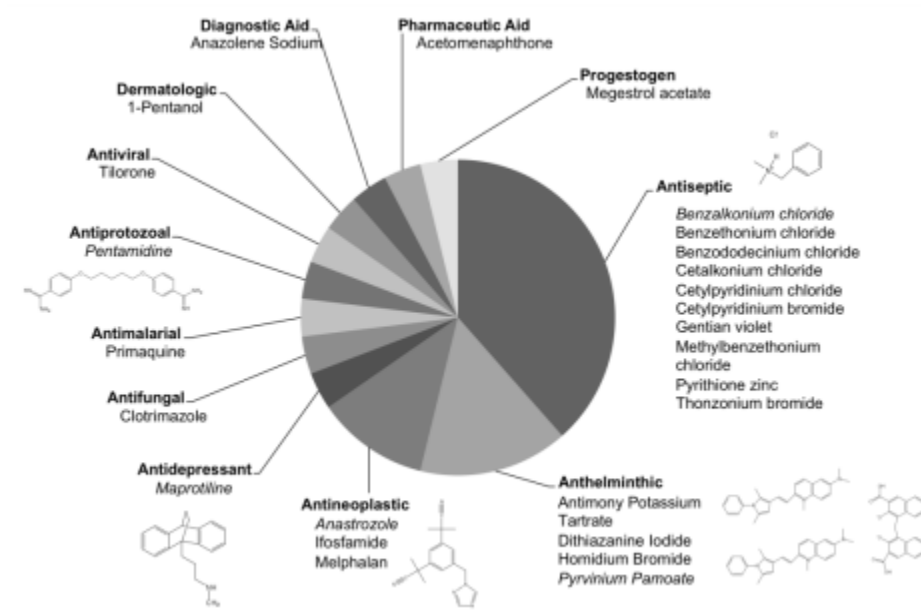 Diagnostic Aid
Anazolene Sodium
Pharmaceutic Aid
Acetomenaphthone
Progestogen
Megestrol acetate
Dermatologic
1-Pentanol
Antiviral
Tilorone
Antiseptic
Benzalkonium chloride
Benzethonium chloride
Benzododecinium chloride
Cetalkonium chloride
Cetylpyridinium chloride
Cetylpyridinium bromide
Gentian violet
Methylbenzethonium
chloride
Pyrithione zinc
Thonzonium bromide
Antiprotozoal
Pentamidine
Antimalarial
Primaquine
Antifungal
Clotrimazole
Antidepressant
Maprotiline
Antineoplastic
Anastrozole
Ifosfamide
Melphalan
Anthelminthic
Antimony Potassium
Tartrate
Dithiazanine Iodide
Homidium Bromide
Pyrvinium Pamoate